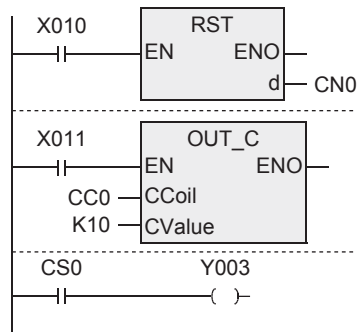 X010 RST
EN ENO
d CN0
X011 OUT_C
EN ENO
CC0 CCoil
K10 CValue
CS0 Y003